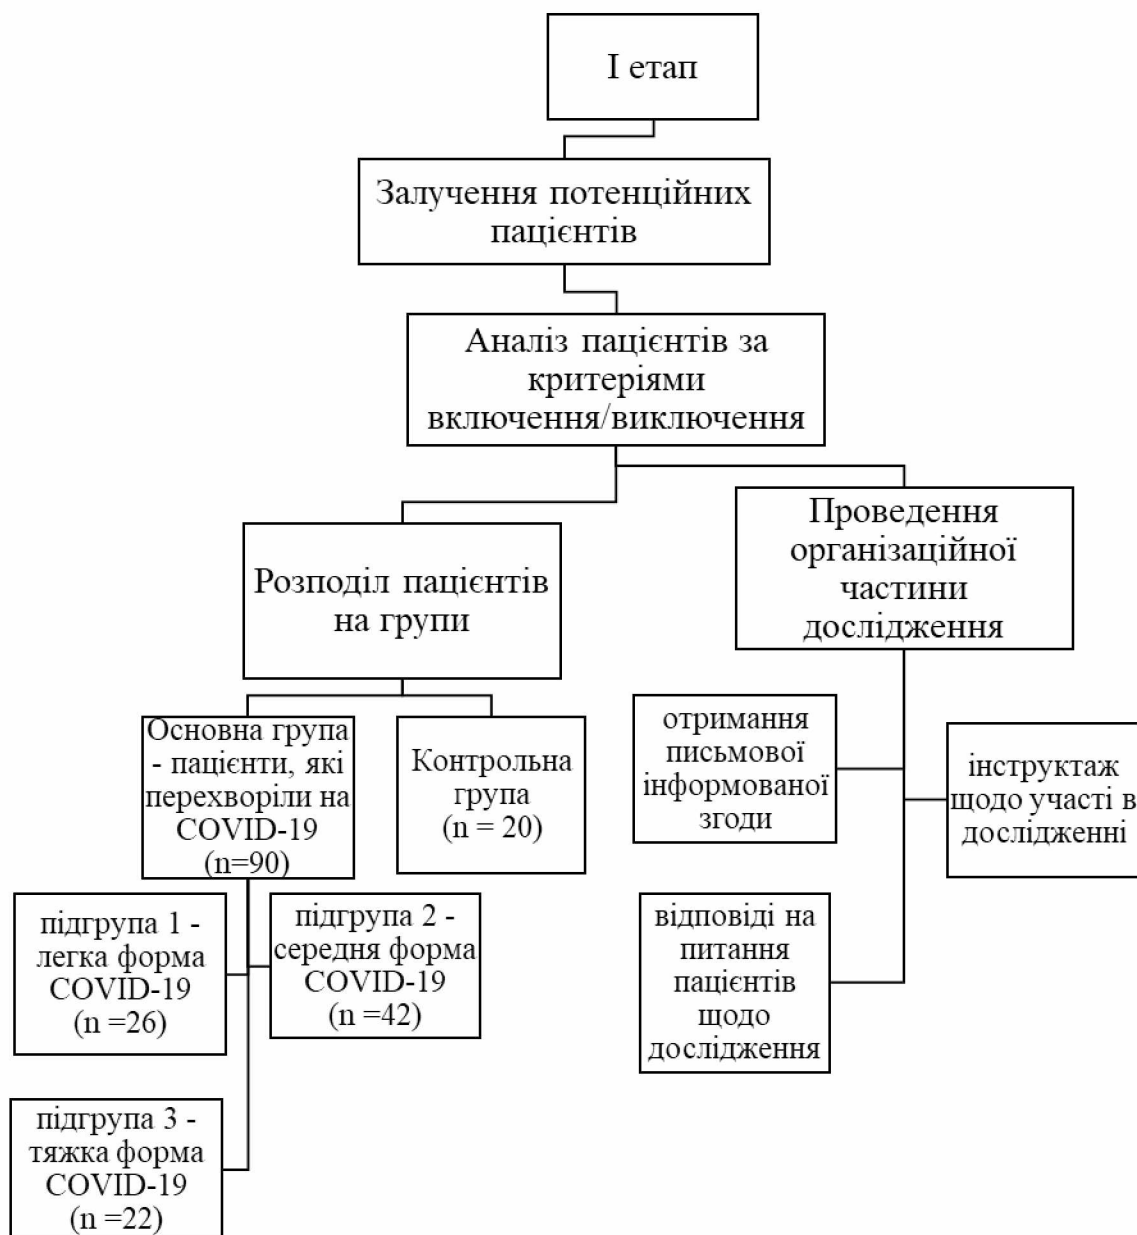 І етап
Залучення потенційних
пацієнтів
Аналіз пацієнтів за
критеріями
включення/виключення
Розподіл пацієнтів
на групи
Проведення
організаційної
частини
дослідження
Основна група
- пацієнти, які
перехворіли на
COVID-19
(n=90)
Контрольна
група
(n = 20)
отримання
письмової
інформованої
згоди
інструктаж
щодо участі в
дослідженні
підгрупа 1 -
легка форма
COVID-19
(n =26)
підгрупа 2 -
середня форма
COVID-19
(n =42)
відповіді на
питання
пацієнтів
щодо
дослідження
підгрупа 3 -
тяжка форма
COVID-19
(n =22)